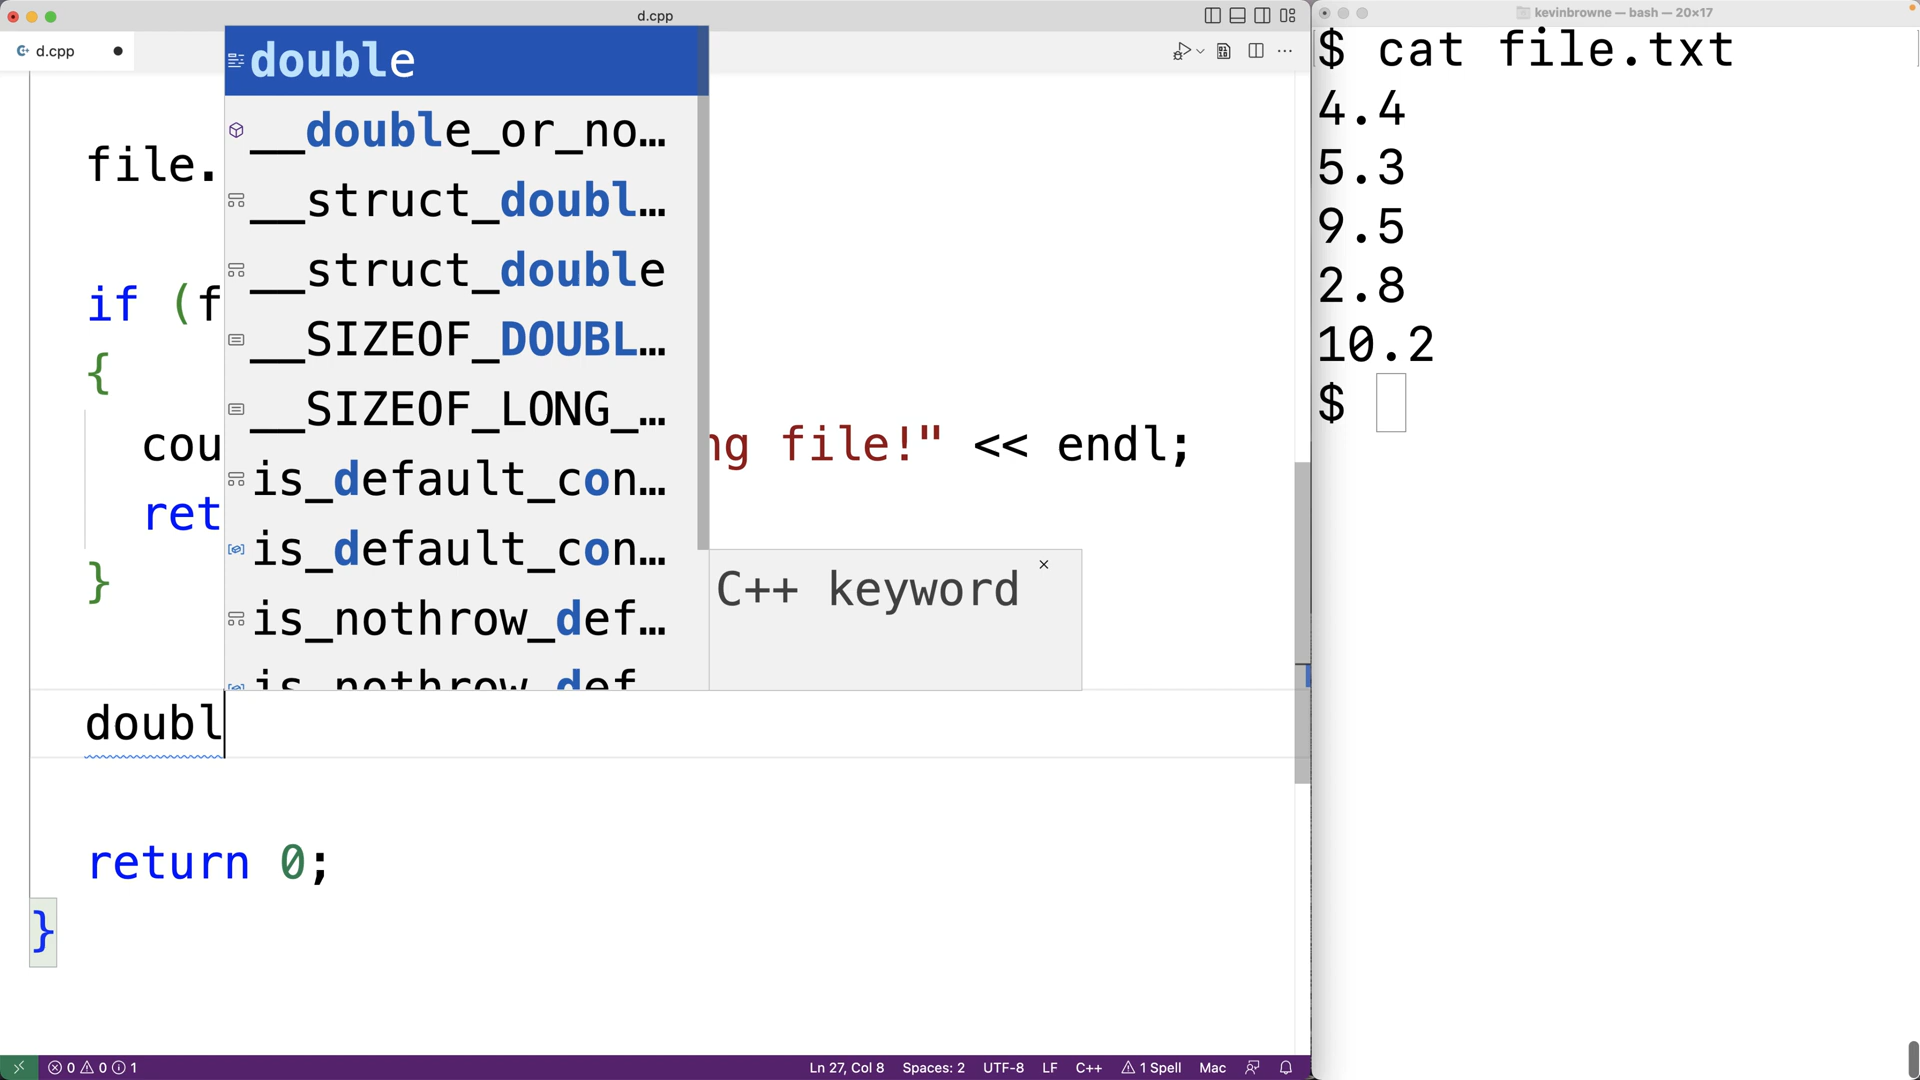 d.cpp
d.cpp
file.
if (f
{
cou
ng file!" << endl;
ret
}
double
__double_or_no…
__struct_doubl…
__struct_double
__SIZEOF_DOUBL…
__SIZEOF_LONG_…
is_default_con…
is_default_con…
is_nothrow_def…
is_nothrow_def
C++ keyword
doubl
return 0;
}
0 0 1
Ln 27, Col 8 Spaces: 2 UTF-8 LF C++ 1 Spell Mac
kevinbrowne — bash — 20×17
$ cat file.txt
4.4
5.3
9.5
2.8
10.2
$